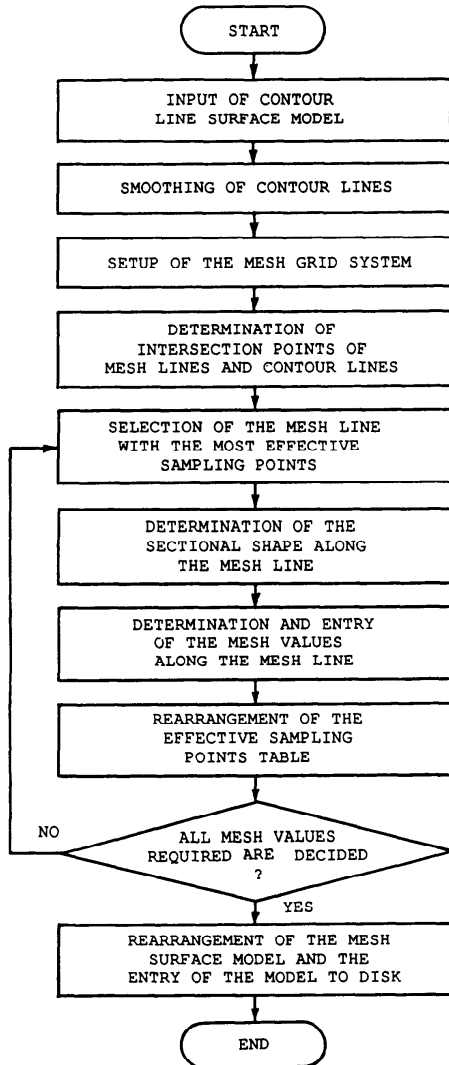 START
INPUT OF CONTOUR
LINE SURFACE MODEL
SMOOTHING OF CONTOUR LINES
SETUP OF THE MESH GRID SYSTEM
DETERMINATION OF
INTERSECTION POINTS OF
MESH LINES AND CONTOUR LINES
SELECTION OF THE MESH LINE
WITH THE MOST EFFECTIVE
SAMPLING POINTS
DETERMINATION OF THE
SECTIONAL SHAPE ALONG
THE MESH LINE
DETERMINATION AND ENTRY
OF THE MESH VALUES
ALONG THE MESH LINE
REARRANGEMENT OF THE
EFFECTIVE SAMPLING
POINTS TABLE
NO
ALL MESH VALUES
REQUIRED ARE DECIDED
?
YES
REARRANGEMENT OF THE MESH
SURFACE MODEL AND THE
ENTRY OF THE MODEL TO DISK
END